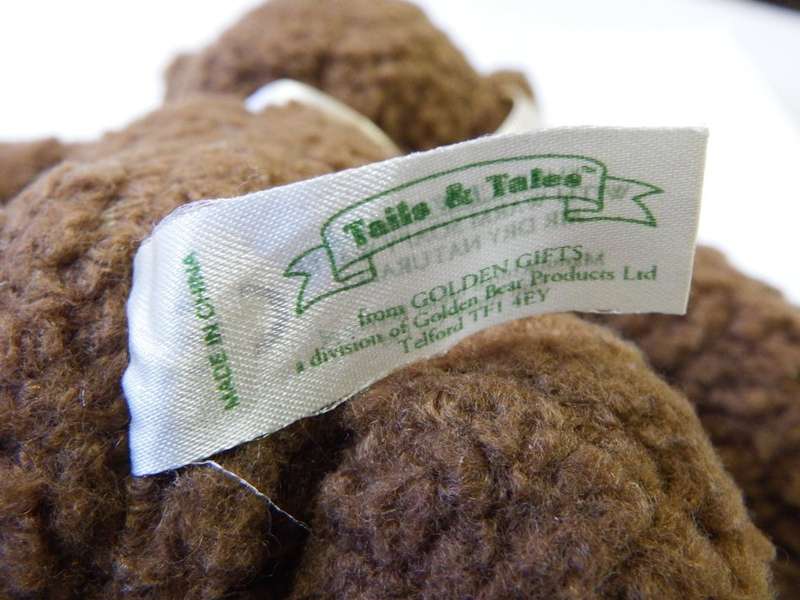 Tails & Tales™
from GOLDEN GIFTS
a division of Golden Bear Products Ltd
Telford TF1 4EY
MADE IN CHINA